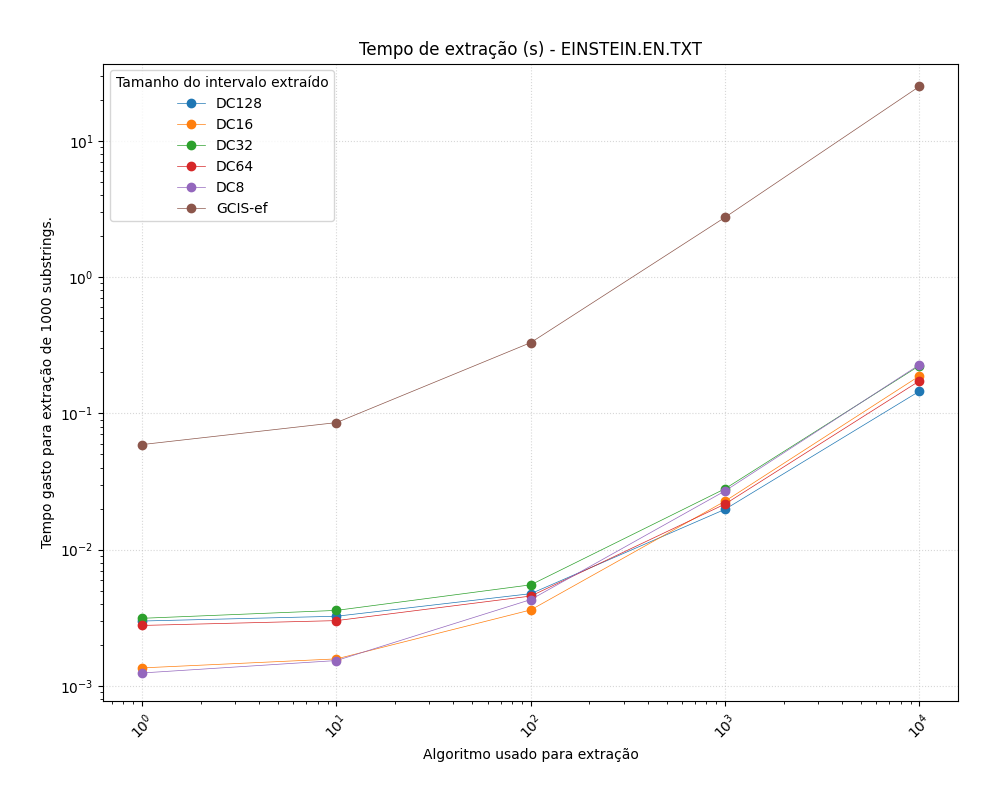 Tempo de extração (s) - EINSTEIN.EN.TXT
Tamanho do intervalo extraído
DC128
DC16
DC32
DC64
DC8
GCIS-ef
Tempo gasto para extração de 1000 substrings.
10¹
10⁰
10⁻¹
10⁻²
10⁻³
10⁰ 10¹ 10² 10³ 10⁴
Algoritmo usado para extração